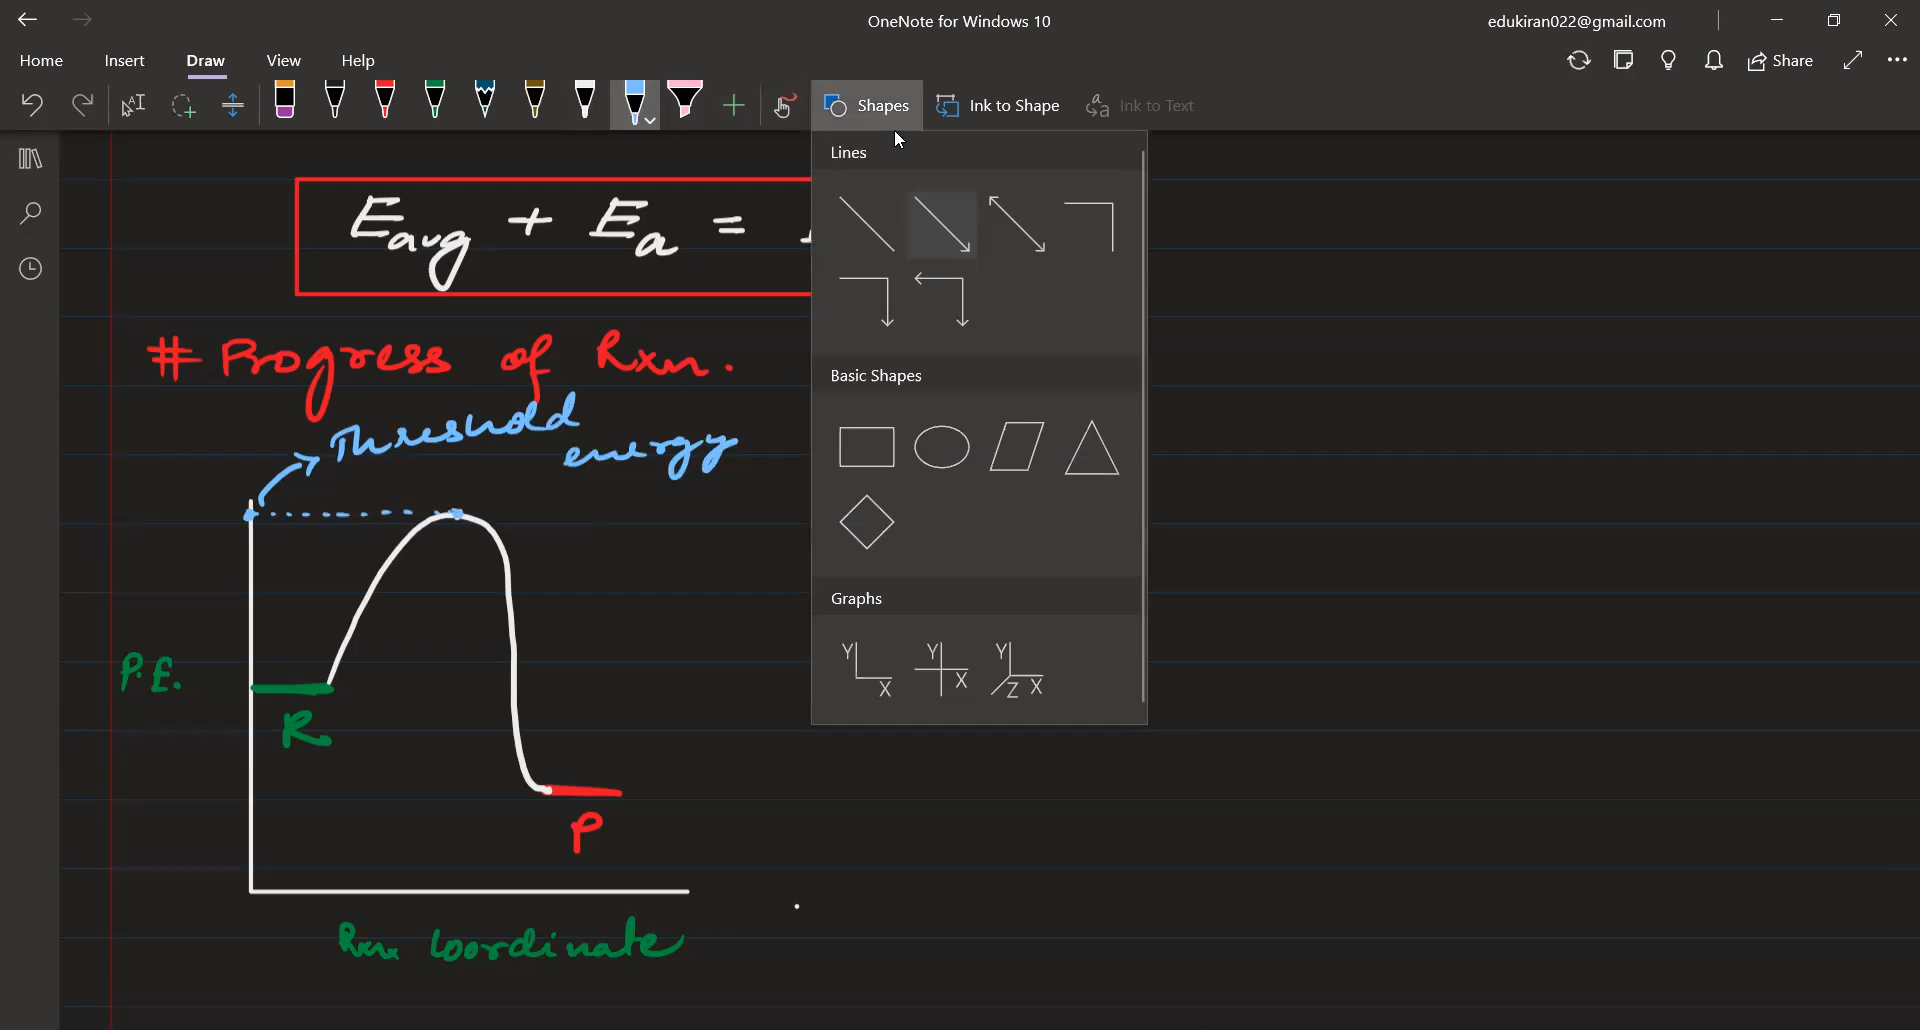 OneNote for Windows 10
edukiran022@gmail.com
Home Insert Draw View Help
Share
Shapes Ink to Shape Ink to Text
Lines
Eavg + Ea =
# Progress of Rxn.
Basic Shapes
Threshold
energy
Graphs
Y X Y X Y Z X
P.E.
R
P
Rxn Coordinate